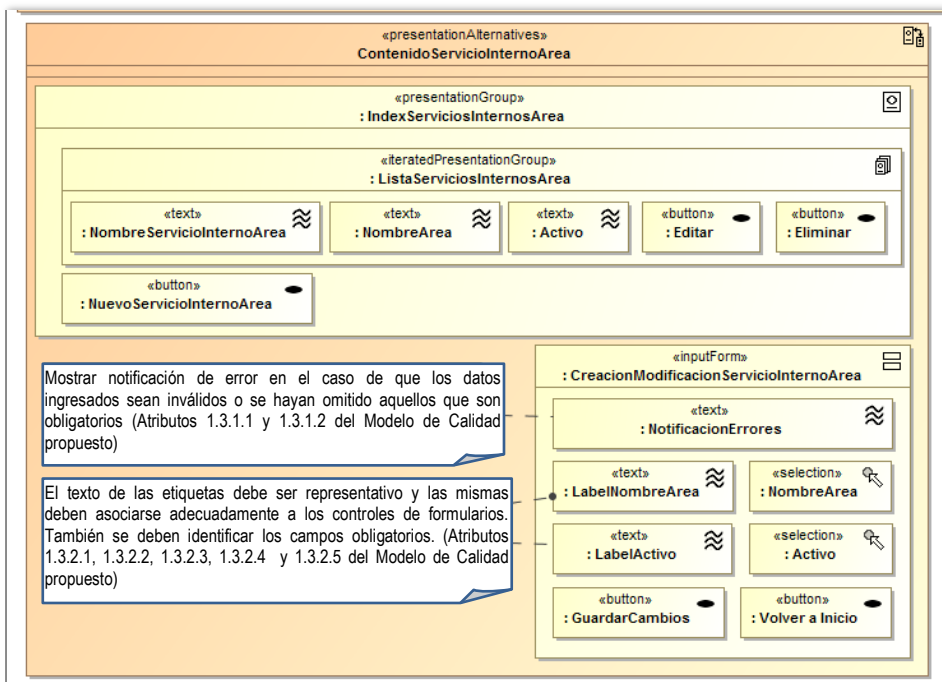 «presentationAlternatives»
ContenidoServicioInternoArea
«presentationGroup»
: IndexServiciosInternosArea
«iteratedPresentationGroup»
: ListaServiciosInternosArea
«text»
: NombreServicioInternoArea
«text»
: NombreArea
«text»
: Activo
«button»
: Editar
«button»
: Eliminar
«button»
: NuevoServicioInternoArea
Mostrar notificación de error en el caso de que los datos
ingresados sean inválidos o se hayan omitido aquellos que son
obligatorios (Atributos 1.3.1.1 y 1.3.1.2 del Modelo de Calidad
propuesto)
El texto de las etiquetas debe ser representativo y las mismas
deben asociarse adecuadamente a los controles de formularios.
También se deben identificar los campos obligatorios. (Atributos
1.3.2.1, 1.3.2.2, 1.3.2.3, 1.3.2.4 y 1.3.2.5 del Modelo de Calidad
propuesto)
«inputForm»
: CreacionModificacionServicioInternoArea
«text»
: NotificacionErrores
«text»
: LabelNombreArea
«selection»
: NombreArea
«text»
: LabelActivo
«selection»
: Activo
«button»
: GuardarCambios
«button»
: Volver a Inicio